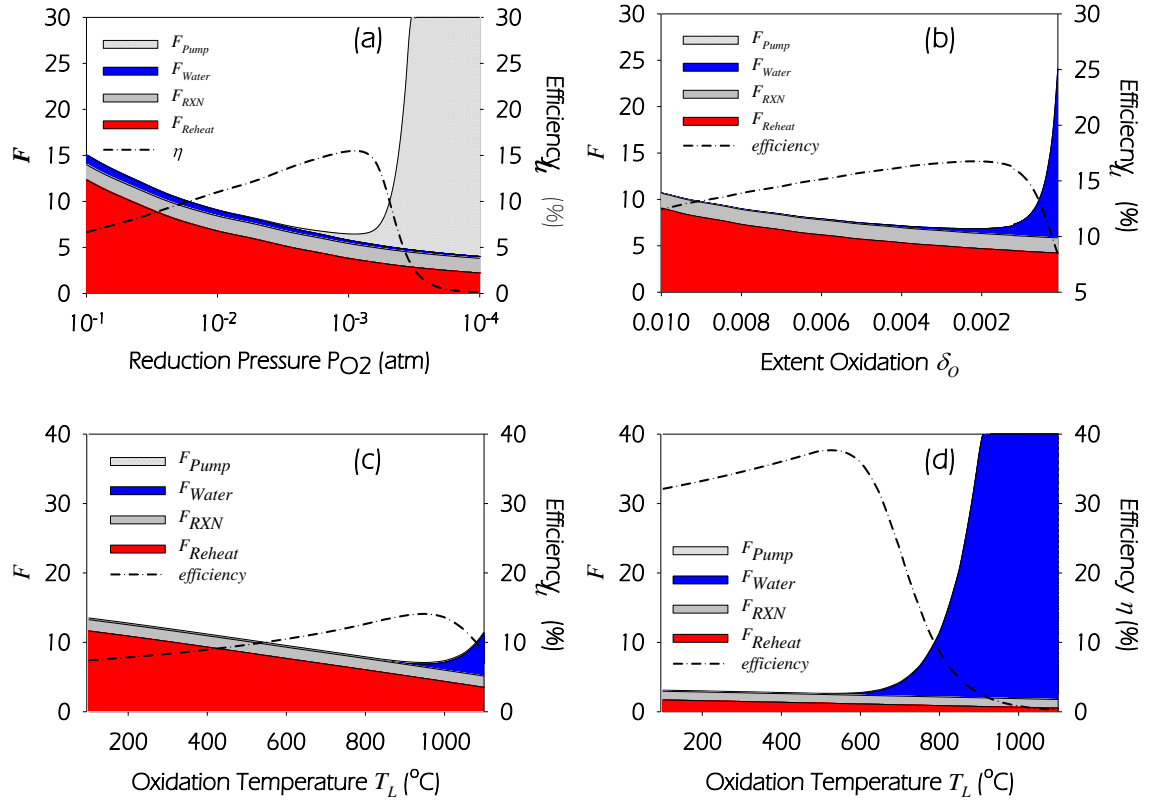 (a)
F_Pump
F_Water
F_RXN
F_Reheat
η
30
25
20
15
10
5
0
F
30
25
20
15
10
5
0
Efficiency η (%)
10^-1
10^-2
10^-3
10^-4
Reduction Pressure P_O2 (atm)
(b)
F_Pump
F_Water
F_RXN
F_Reheat
efficiency
30
25
20
15
10
5
0
F
30
25
20
15
10
5
Efficiecny η (%)
0.010
0.008
0.006
0.004
0.002
Extent Oxidation δ_O
(c)
F_Pump
F_Water
F_RXN
F_Reheat
efficiency
40
30
20
10
0
F
40
30
20
10
0
Efficiency η (%)
200
400
600
800
1000
Oxidation Temperature T_L (°C)
(d)
F_Pump
F_Water
F_RXN
F_Reheat
efficiency
40
30
20
10
0
F
40
30
20
10
0
Efficiency η (%)
200
400
600
800
1000
Oxidation Temperature T_L (°C)